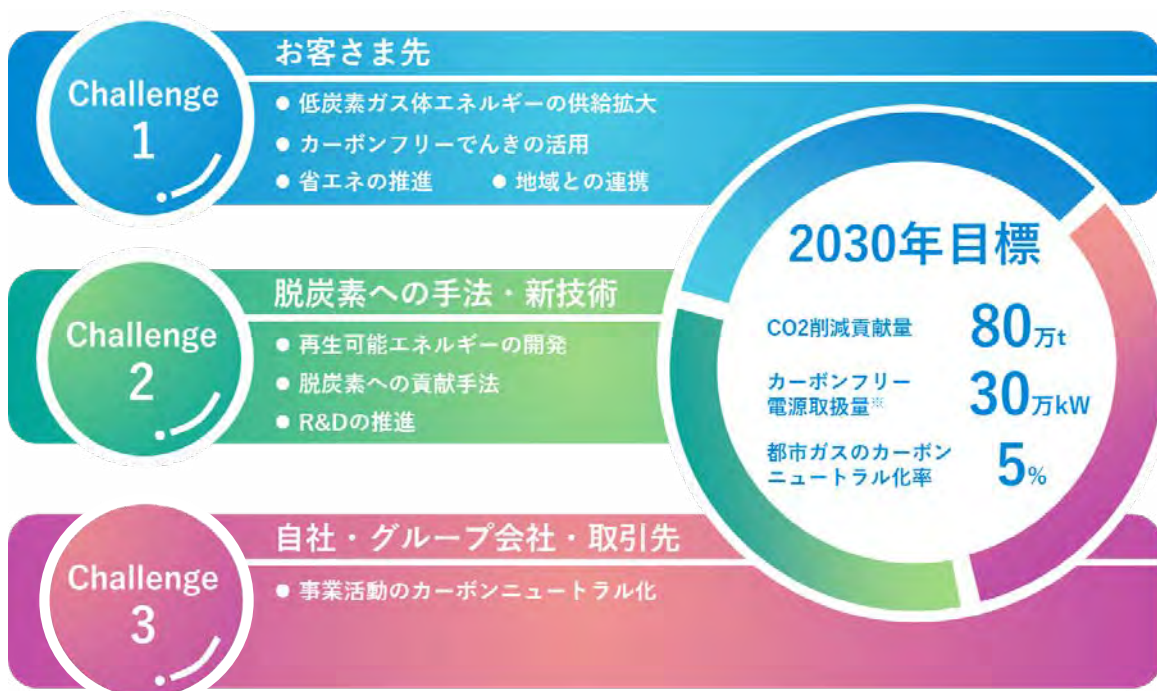 Challenge
1
お客さま先
● 低炭素ガス体エネルギーの供給拡大
● カーボンフリーでんきの活用
● 省エネの推進 ● 地域との連携
Challenge
2
脱炭素への手法・新技術
● 再生可能エネルギーの開発
● 脱炭素への貢献手法
● R&Dの推進
Challenge
3
自社・グループ会社・取引先
● 事業活動のカーボンニュートラル化
2030年目標
CO2削減貢献量 80万t
カーボンフリー
電源取扱量※ 30万kW
都市ガスのカーボン
ニュートラル化率 5%